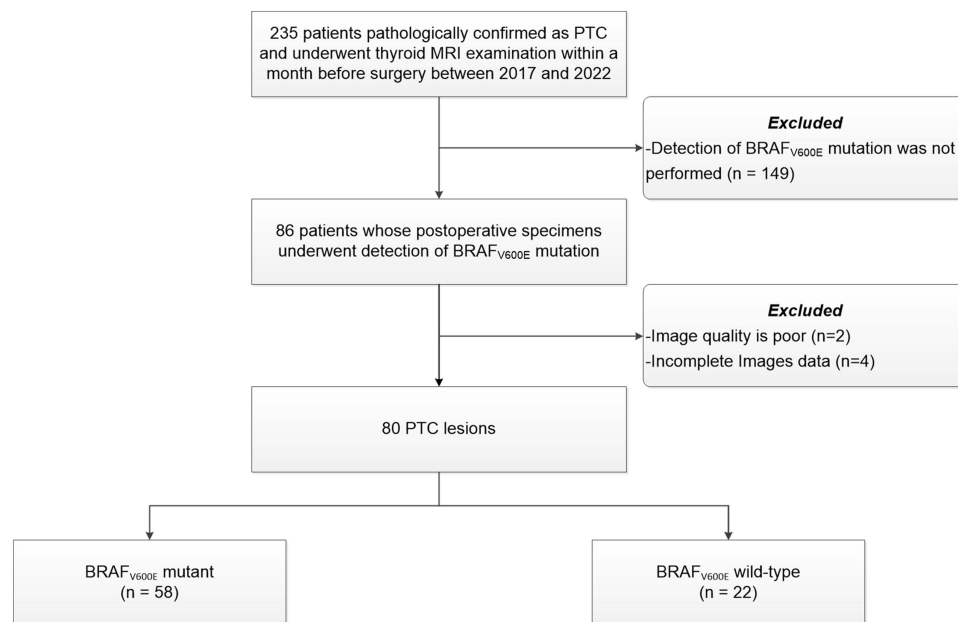 235 patients pathologically confirmed as PTC
and underwent thyroid MRI examination within a
month before surgery between 2017 and 2022
Excluded
-Detection of BRAFV600E mutation was not
performed (n = 149)
86 patients whose postoperative specimens
underwent detection of BRAFV600E mutation
Excluded
-Image quality is poor (n=2)
-Incomplete Images data (n=4)
80 PTC lesions
BRAFV600E mutant
(n = 58)
BRAFV600E wild-type
(n = 22)